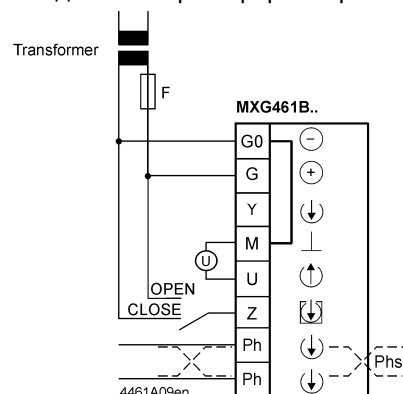 Transformer
F
MXG461B..
G0
G
Y
M
U
U
OPEN
CLOSE
Z
Ph
Phs
Ph
4461A09en